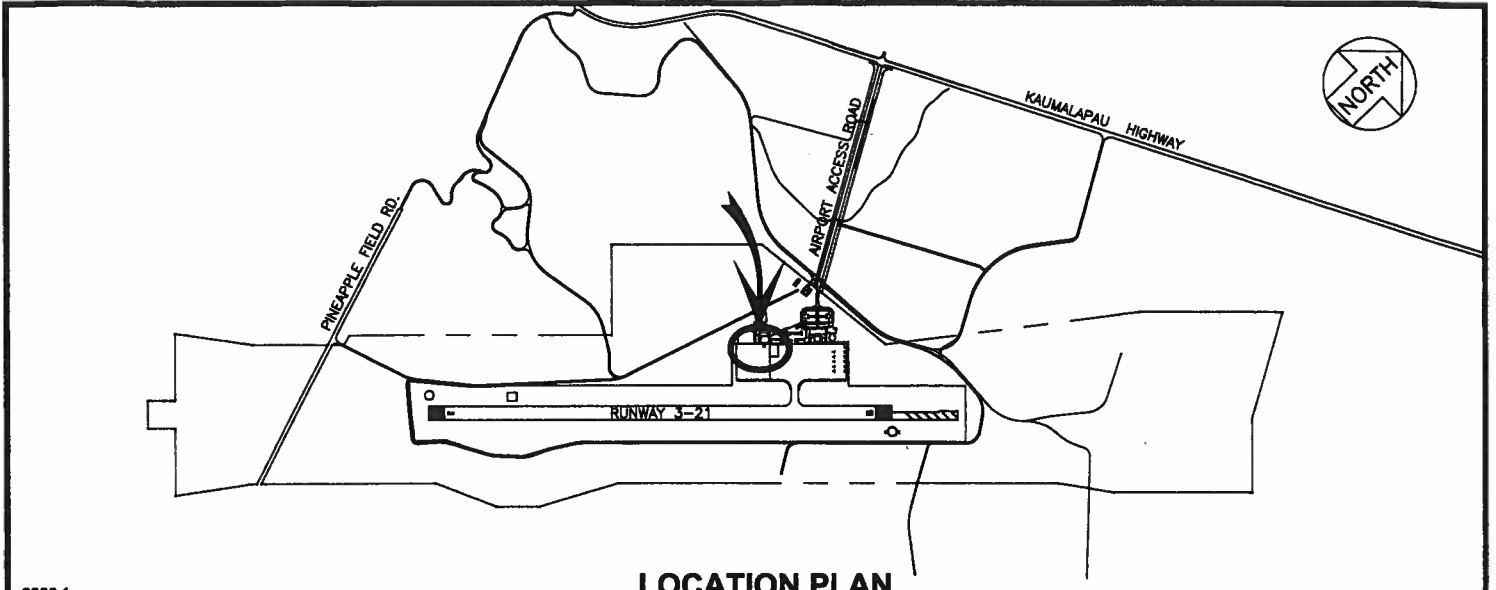 NORTH
KAUMALAPAU HIGHWAY
AIRPORT ACCESS ROAD
PINEAPPLE FIELD RD.
RUNWAY 3-21
LOCATION PLAN